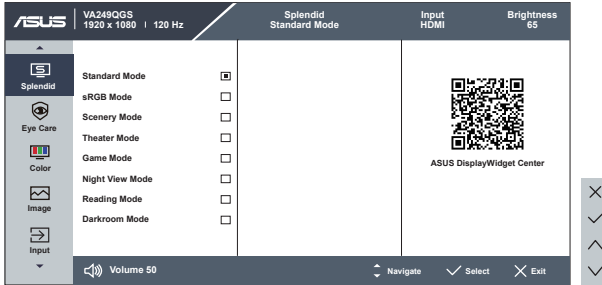 ASUS
VA249QGS
1920 x 1080 | 120 Hz
Splendid
Standard Mode
Input
HDMI
Brightness
65
Splendid
Eye Care
Color
Image
Input
Standard Mode
sRGB Mode
Scenery Mode
Theater Mode
Game Mode
Night View Mode
Reading Mode
Darkroom Mode
ASUS DisplayWidget Center
Volume 50
Navigate
Select
Exit